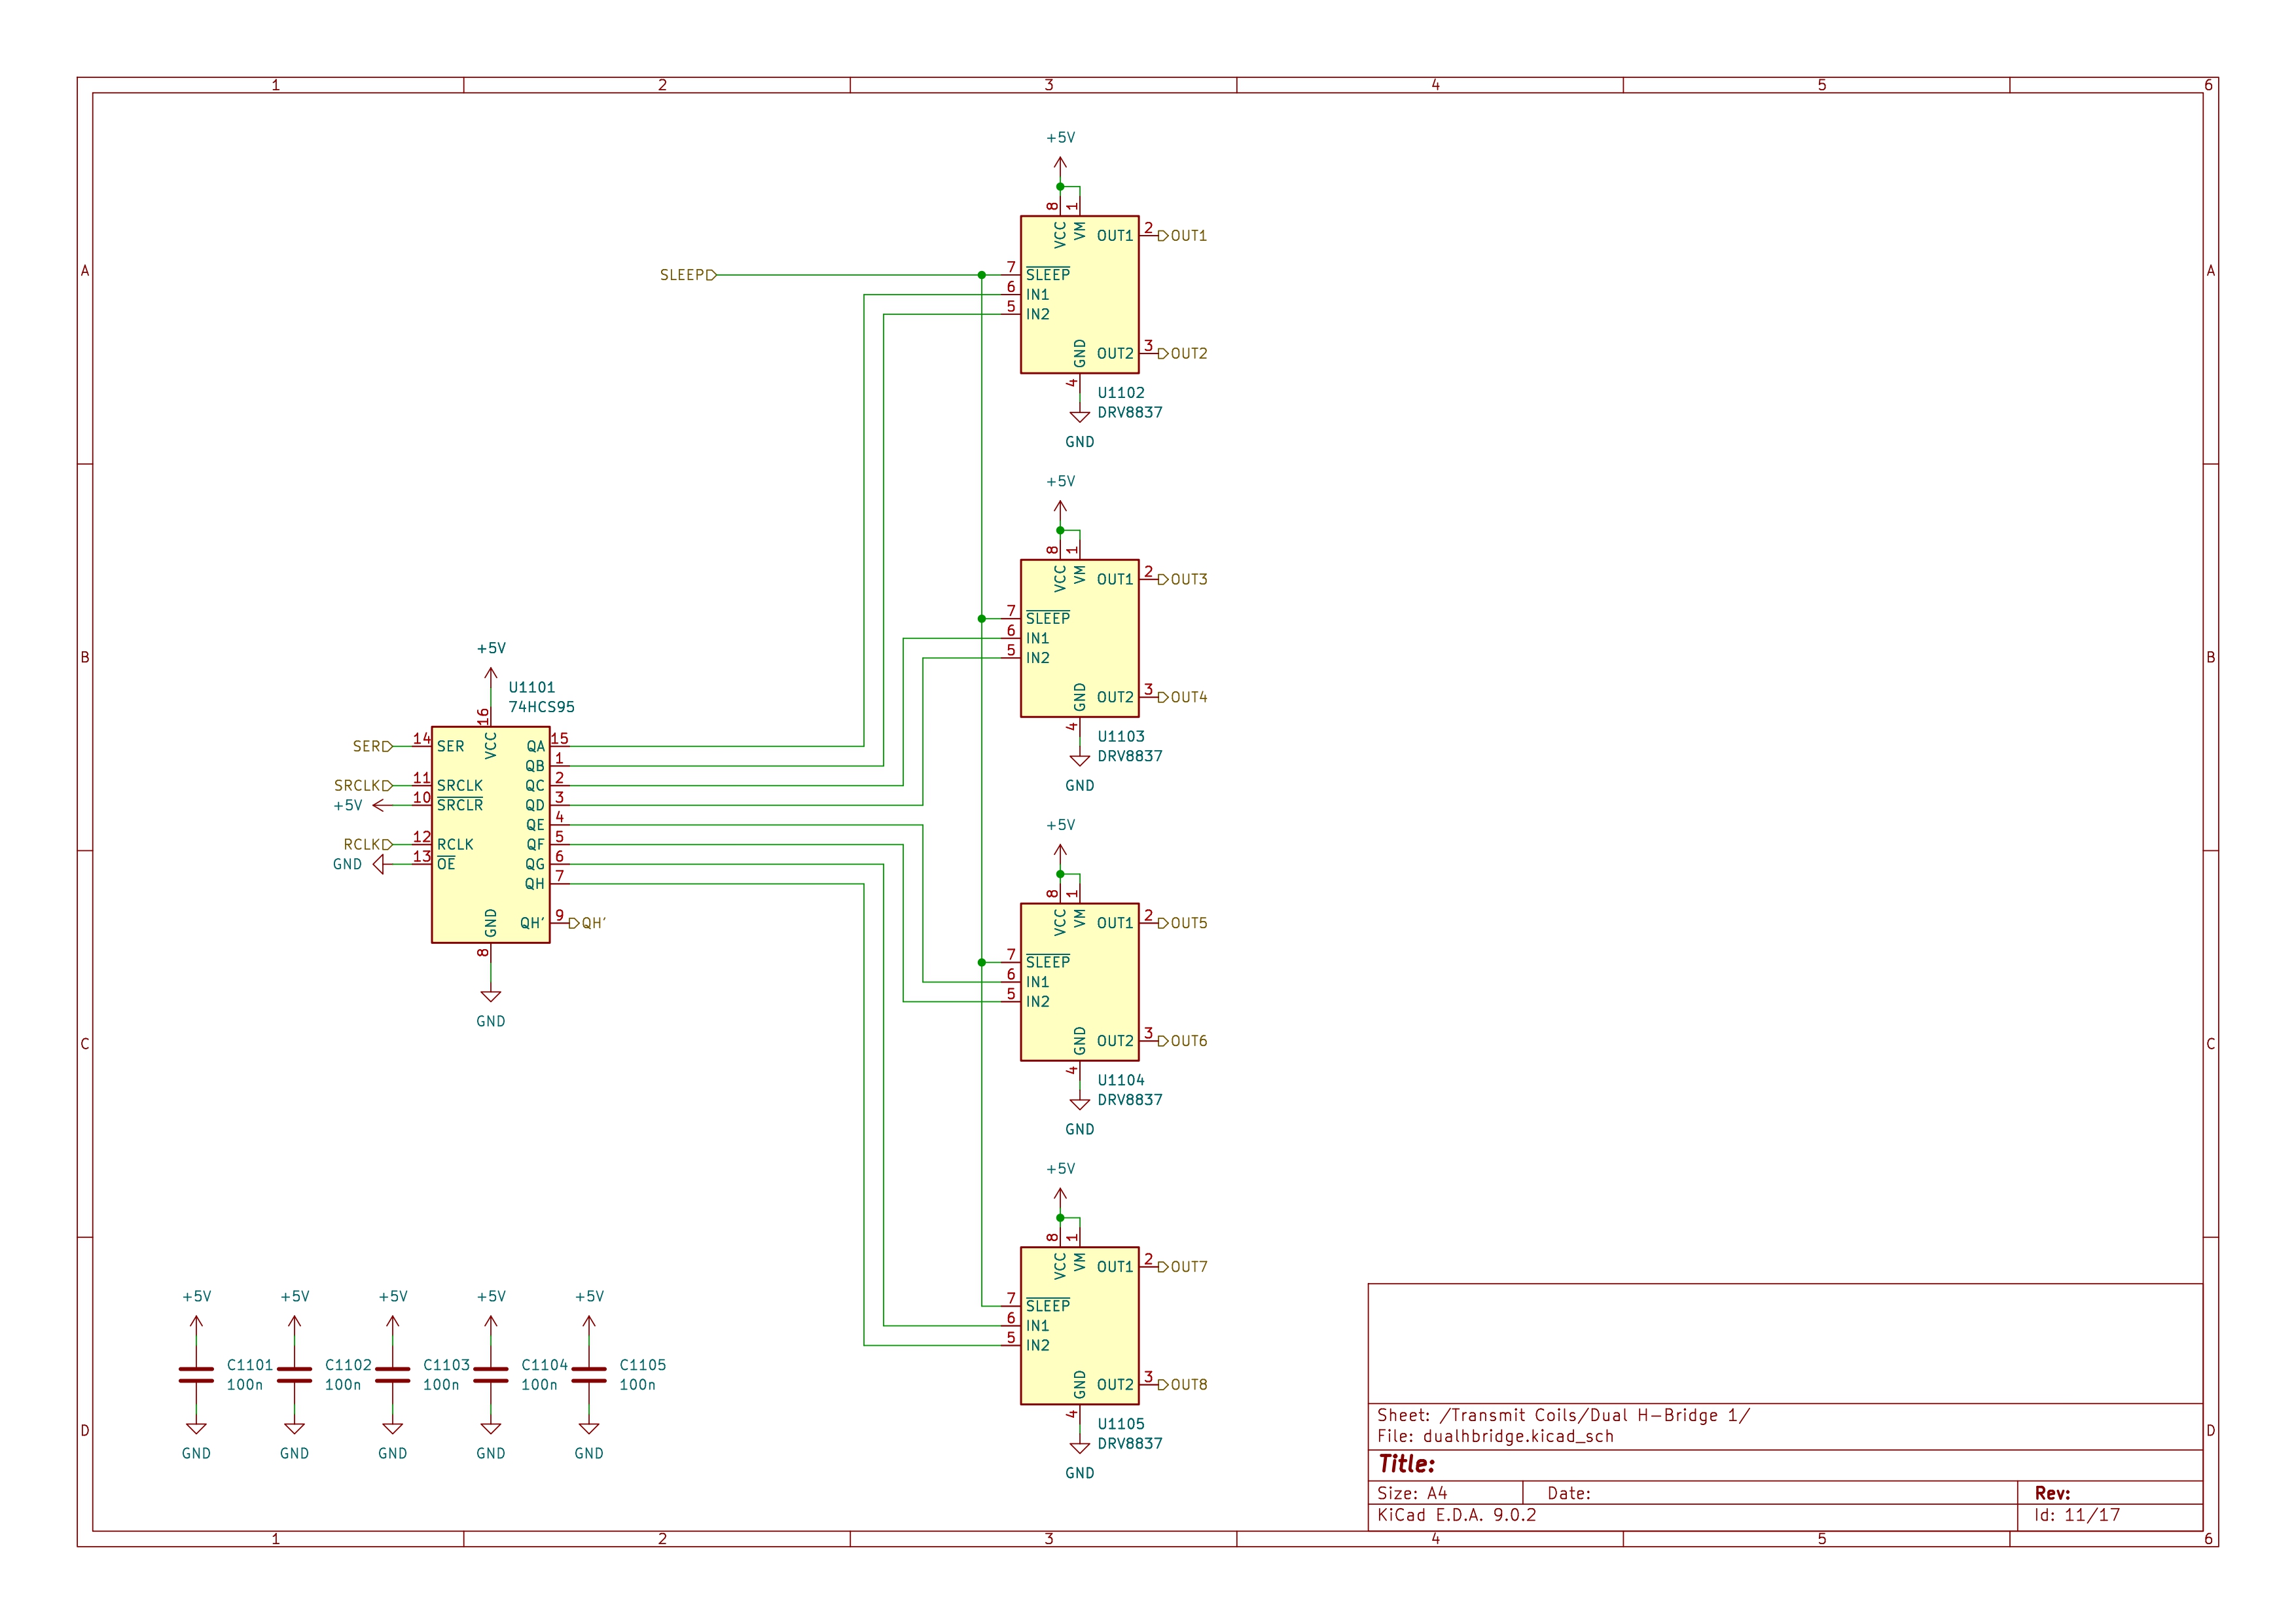 1 2 3 4 5 6
A
B
C
D
A
B
C
D
1 2 3 4 5 6
+5V
8 1
VCC VM
OUT1 2 OUT1
SLEEP
7 SLEEP
6 IN1
5 IN2
GND
OUT2 3 OUT2
4
U1102
DRV8837
GND
+5V
8 1
VCC VM
OUT1 2 OUT3
7 SLEEP
6 IN1
5 IN2
GND
OUT2 3 OUT4
4
U1103
DRV8837
GND
+5V
U1101
74HCS95
16
VCC
SER 14 SER
SRCLK 11 SRCLK
+5V 10 SRCLR
RCLK 12 RCLK
GND 13 OE
QA 15
QB 1
QC 2
QD 3
QE 4
QF 5
QG 6
QH 7
QH' 9 QH'
GND
8
GND
+5V
8 1
VCC VM
OUT1 2 OUT5
7 SLEEP
6 IN1
5 IN2
GND
OUT2 3 OUT6
4
U1104
DRV8837
GND
+5V
8 1
VCC VM
OUT1 2 OUT7
7 SLEEP
6 IN1
5 IN2
GND
OUT2 3 OUT8
4
U1105
DRV8837
GND
+5V +5V +5V +5V +5V
C1101 C1102 C1103 C1104 C1105
100n 100n 100n 100n 100n
GND GND GND GND GND
Sheet: /Transmit Coils/Dual H-Bridge 1/
File: dualhbridge.kicad_sch
Title:
Size: A4 Date: Rev:
KiCad E.D.A. 9.0.2 Id: 11/17